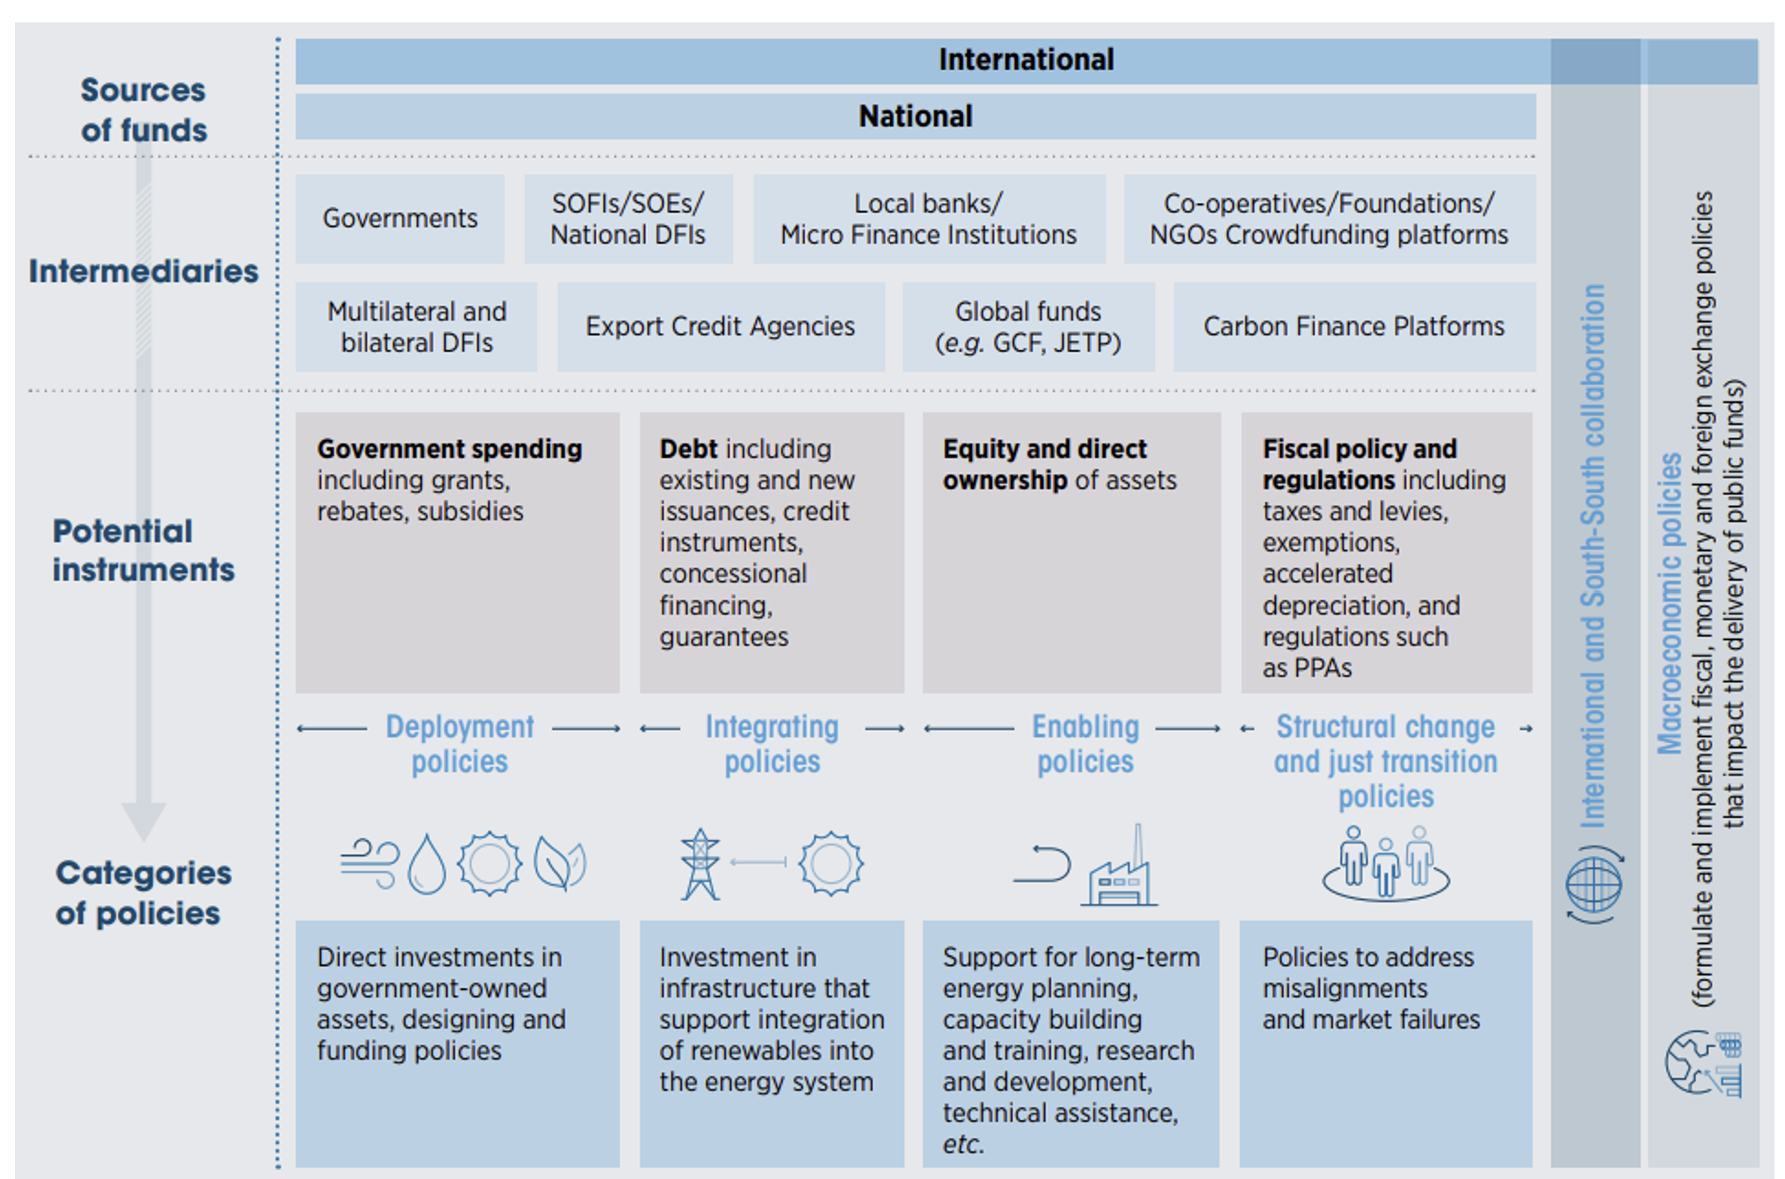 International
National
Sources
of funds
Governments
SOFIs/SOEs/
National DFIs
Local banks/
Micro Finance Institutions
Co-operatives/Foundations/
NGOs Crowdfunding platforms
Intermediaries
Multilateral and
bilateral DFIs
Export Credit Agencies
Global funds
(e.g. GCF, JETP)
Carbon Finance Platforms
Potential
instruments
Government spending
including grants,
rebates, subsidies
Debt including
existing and new
issuances, credit
instruments,
concessional
financing,
guarantees
Equity and direct
ownership of assets
Fiscal policy and
regulations including
taxes and levies,
exemptions,
accelerated
depreciation, and
regulations such
as PPAs
Deployment
policies
Integrating
policies
Enabling
policies
Structural change
and just transition
policies
Categories
of policies
Direct investments in
government-owned
assets, designing and
funding policies
Investment in
infrastructure that
support integration
of renewables into
the energy system
Support for long-term
energy planning,
capacity building
and training, research
and development,
technical assistance,
etc.
Policies to address
misalignments
and market failures
International and South-South collaboration
Macroeconomic policies
(formulate and implement fiscal, monetary and foreign exchange policies
that impact the delivery of public funds)